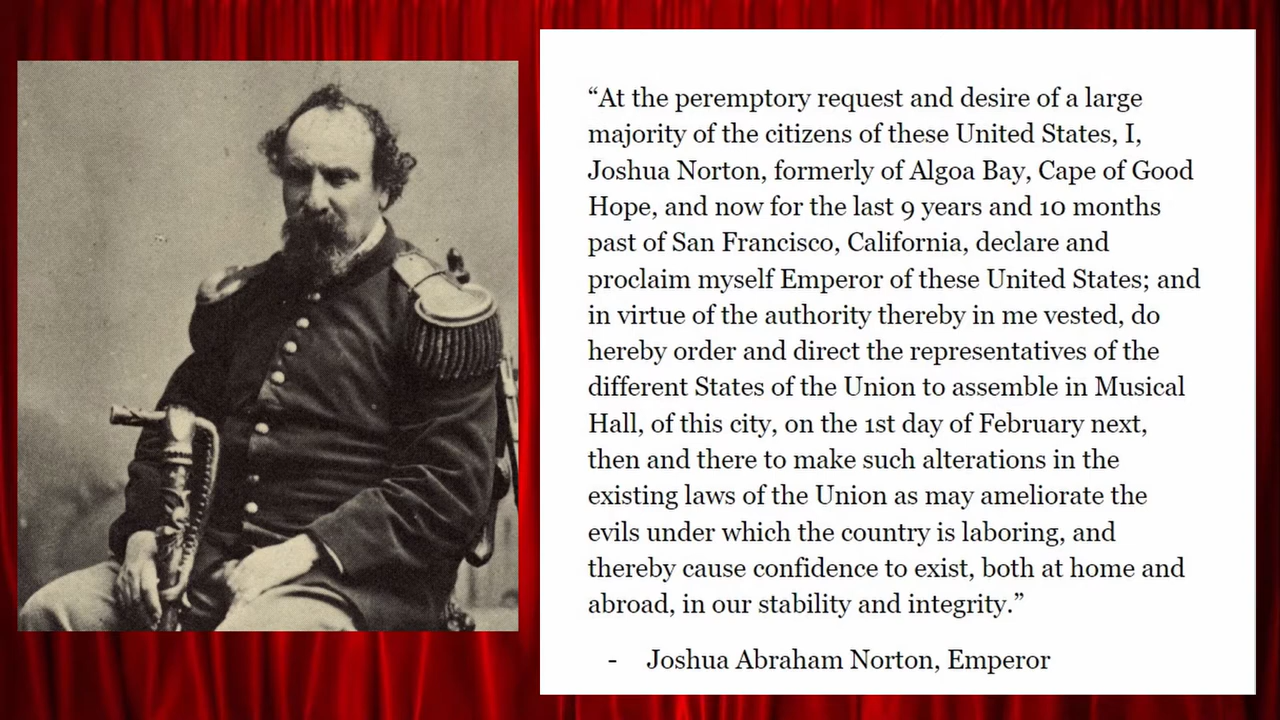 “At the peremptory request and desire of a large
majority of the citizens of these United States, I,
Joshua Norton, formerly of Algoa Bay, Cape of Good
Hope, and now for the last 9 years and 10 months
past of San Francisco, California, declare and
proclaim myself Emperor of these United States; and
in virtue of the authority thereby in me vested, do
hereby order and direct the representatives of the
different States of the Union to assemble in Musical
Hall, of this city, on the 1st day of February next,
then and there to make such alterations in the
existing laws of the Union as may ameliorate the
evils under which the country is laboring, and
thereby cause confidence to exist, both at home and
abroad, in our stability and integrity.”
- Joshua Abraham Norton, Emperor